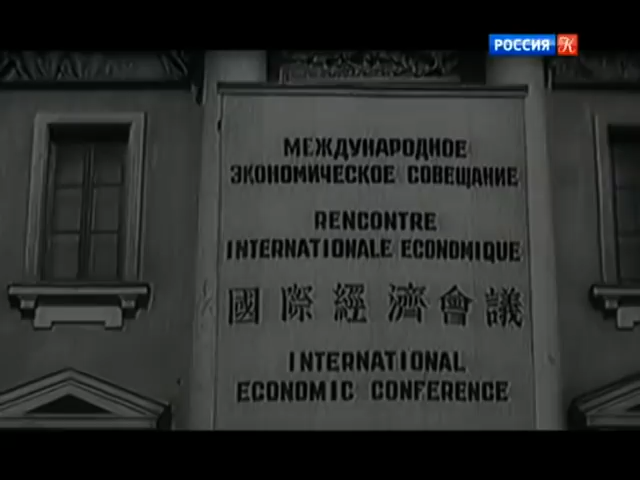 РОССИЯ К
МЕЖДУНАРОДНОЕ
ЭКОНОМИЧЕСКОЕ СОВЕЩАНИЕ
RENCONTRE
INTERNATIONALE ECONOMIQUE
國際經濟會議
INTERNATIONAL
ECONOMIC CONFERENCE